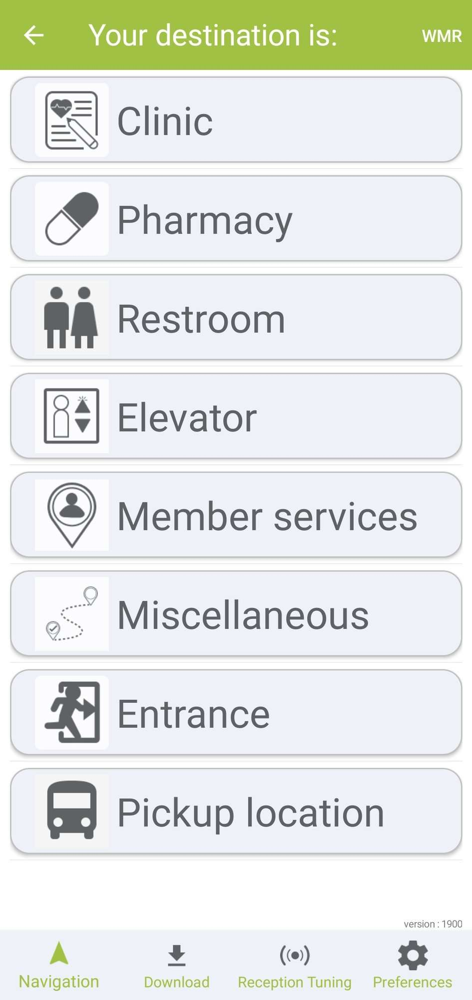 Your destination is:
WMR
Clinic
Pharmacy
Restroom
Elevator
Member services
Miscellaneous
Entrance
Pickup location
version : 1900
Navigation
Download
Reception Tuning
Preferences